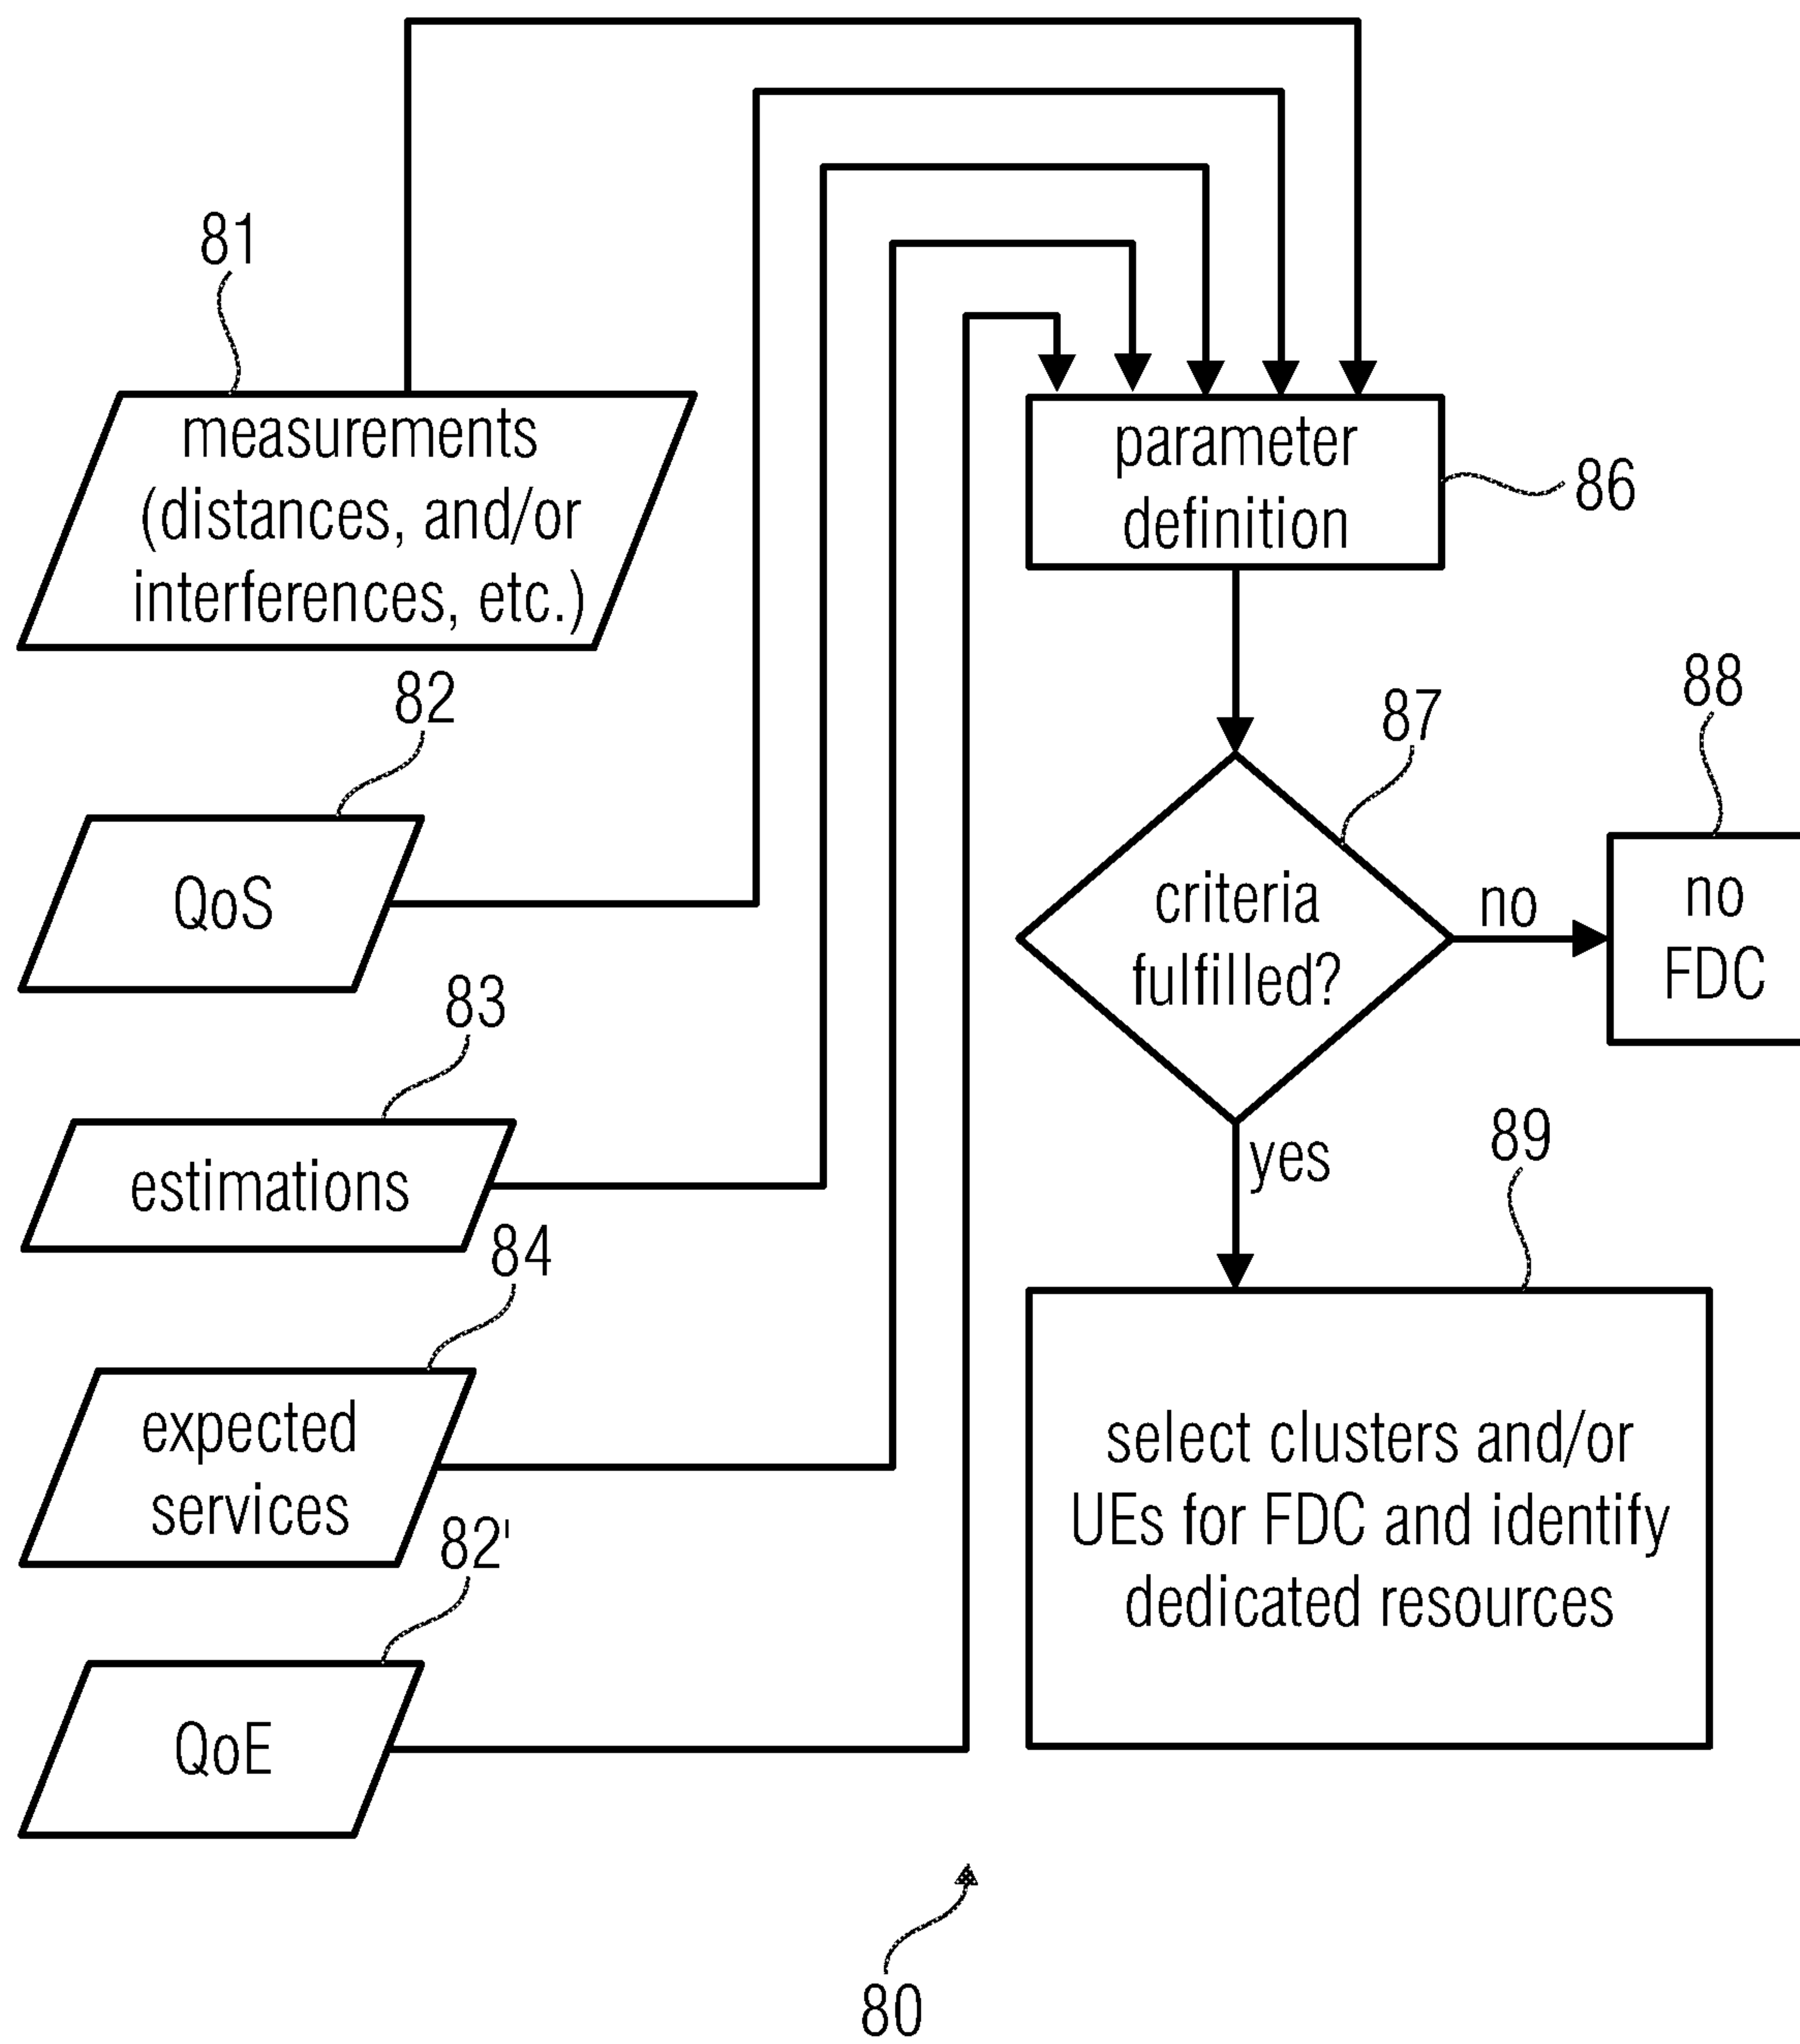 81
measurements
(distances, and/or
interferences, etc.)
82
QoS
83
estimations
84
expected
services
82'
QoE
parameter
definition
86
87
criteria
fulfilled?
no
88
no
FDC
yes
89
select clusters and/or
UEs for FDC and identify
dedicated resources
80